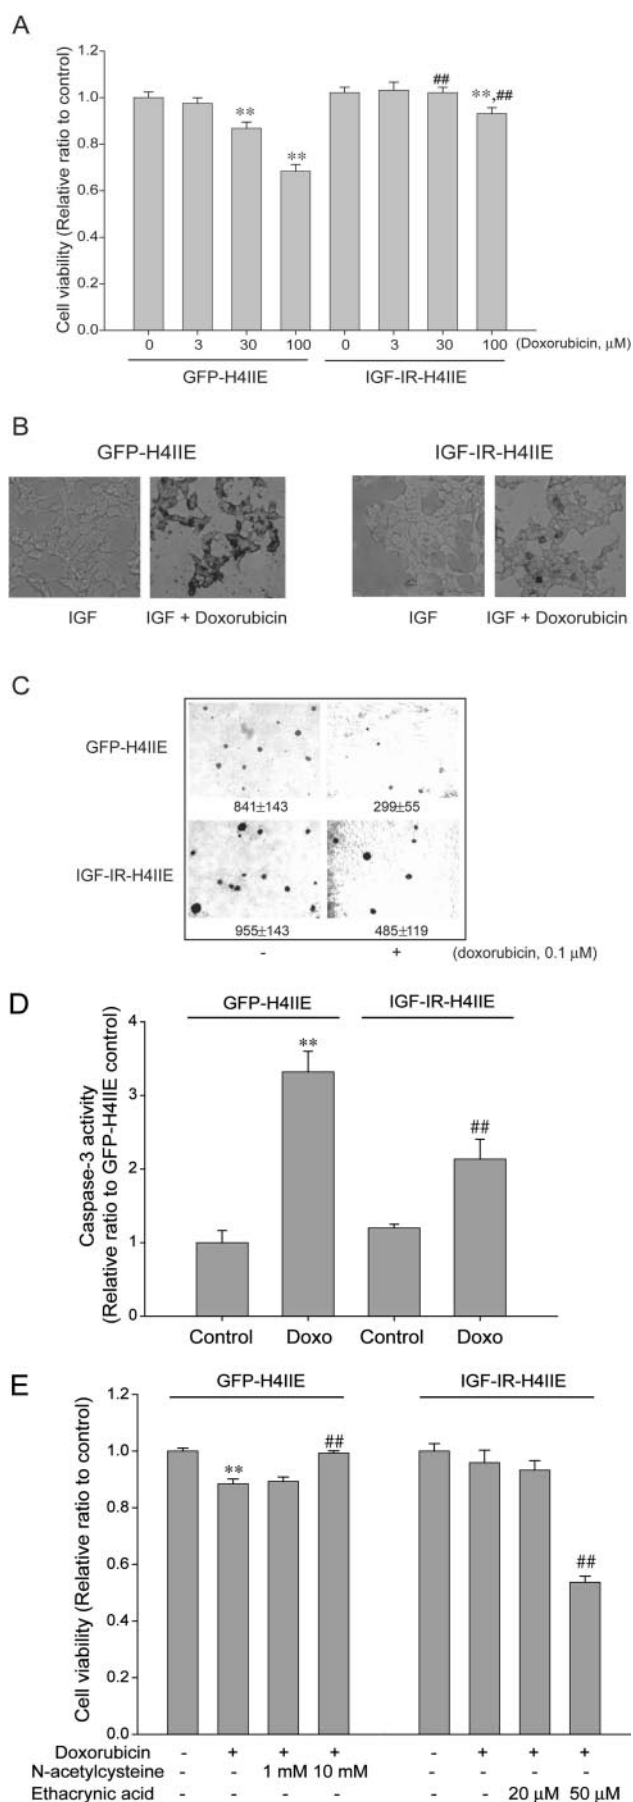 A
Cell viability (Relative ratio to control)
1.2
1.0
0.8
0.6
0.4
0.2
0.0
** ** ## **,##
0 3 30 100 0 3 30 100 (Doxorubicin, µM)
GFP-H4IIE IGF-IR-H4IIE
B
GFP-H4IIE IGF-IR-H4IIE
IGF IGF + Doxorubicin IGF IGF + Doxorubicin
C
GFP-H4IIE
841±143 299±55
IGF-IR-H4IIE
955±143 485±119
- + (doxorubicin, 0.1 µM)
D
GFP-H4IIE IGF-IR-H4IIE
Caspase-3 activity
(Relative ratio to GFP-H4IIE control)
4
3
2
1
0
** ##
Control Doxo Control Doxo
E
GFP-H4IIE IGF-IR-H4IIE
Cell viability (Relative ratio to control)
1.2
1.0
0.8
0.6
0.4
0.2
0.0
** ## ##
Doxorubicin - + + + - + + +
N-acetylcysteine - - 1 mM 10 mM - - - -
Ethacrynic acid - - - - - - 20 µM 50 µM